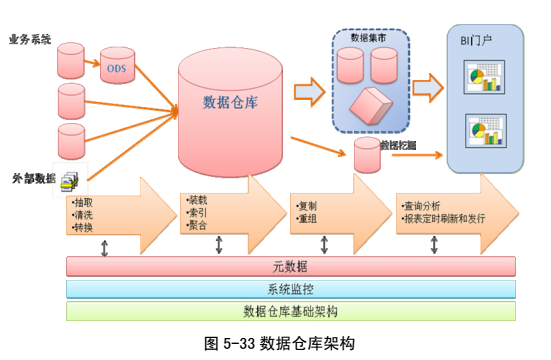 业务系统
ODS
数据仓库
数据集市
BI门户
数据挖掘
外部数据
•抽取
•清洗
•转换
•装载
•索引
•聚合
•复制
•重组
•查询分析
•报表定时刷新和发行
元数据
系统监控
数据仓库基础架构
图 5-33 数据仓库架构